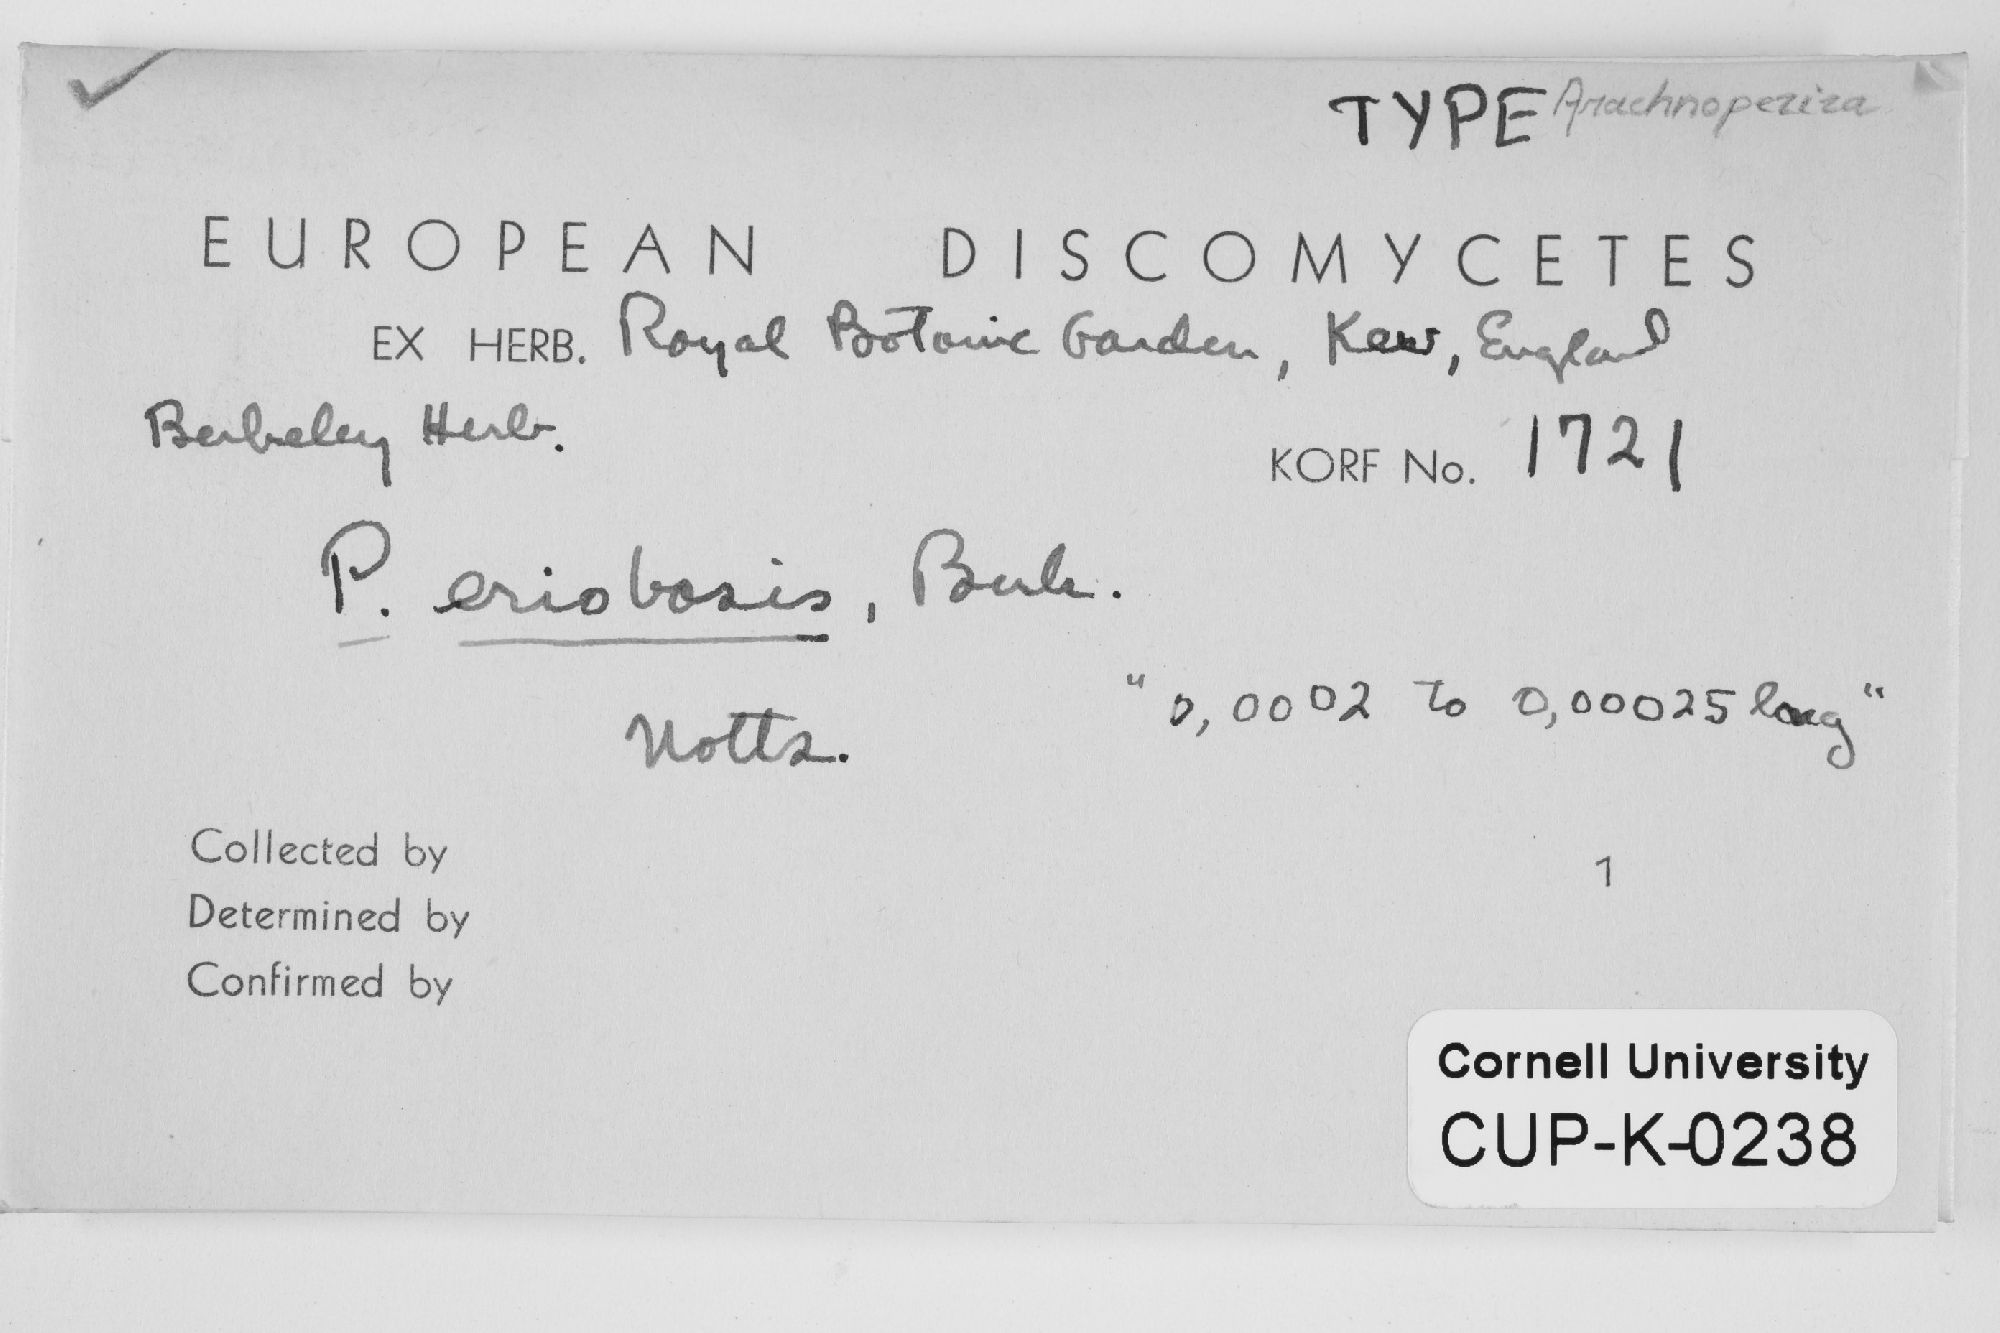 TYPE Arachnopeziza
EUROPEAN DISCOMYCETES
EX HERB. Royal Botanic Garden, Kew, England
Berkeley Herb.
KORF No. 1721
P. eriobasis, Berk.
"0,0002 to 0,00025 long"
Notts.
Collected by
1
Determined by
Confirmed by
Cornell University
CUP-K-0238